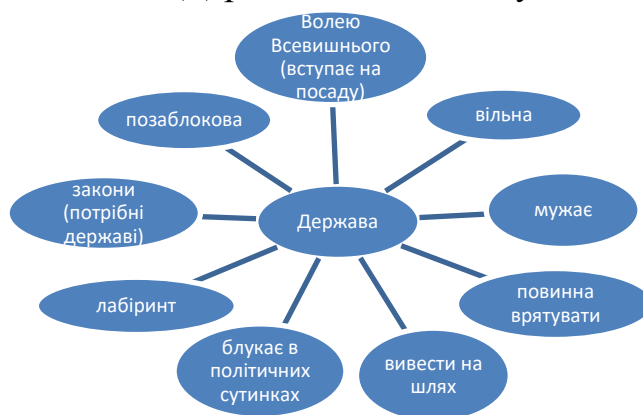 Волею
Всевишнього
(вступає на
посаду)
позаблокова
вільна
закони
(потрібні
державі)
Держава
мужає
лабіринт
повинна
врятувати
блукає в
політичних
сутинках
вивести на
шлях